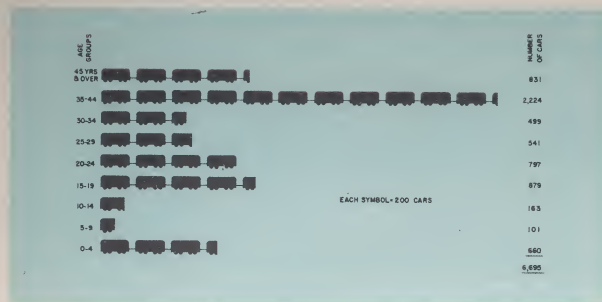 AGE GROUPS
NUMBER OF CARS
45 YRS
& OVER 831
35-44 2,224
30-34 499
25-29 541
20-24 797
15-19 879
EACH SYMBOL = 200 CARS
10-14 163
5-9 101
0-4 660
6,695